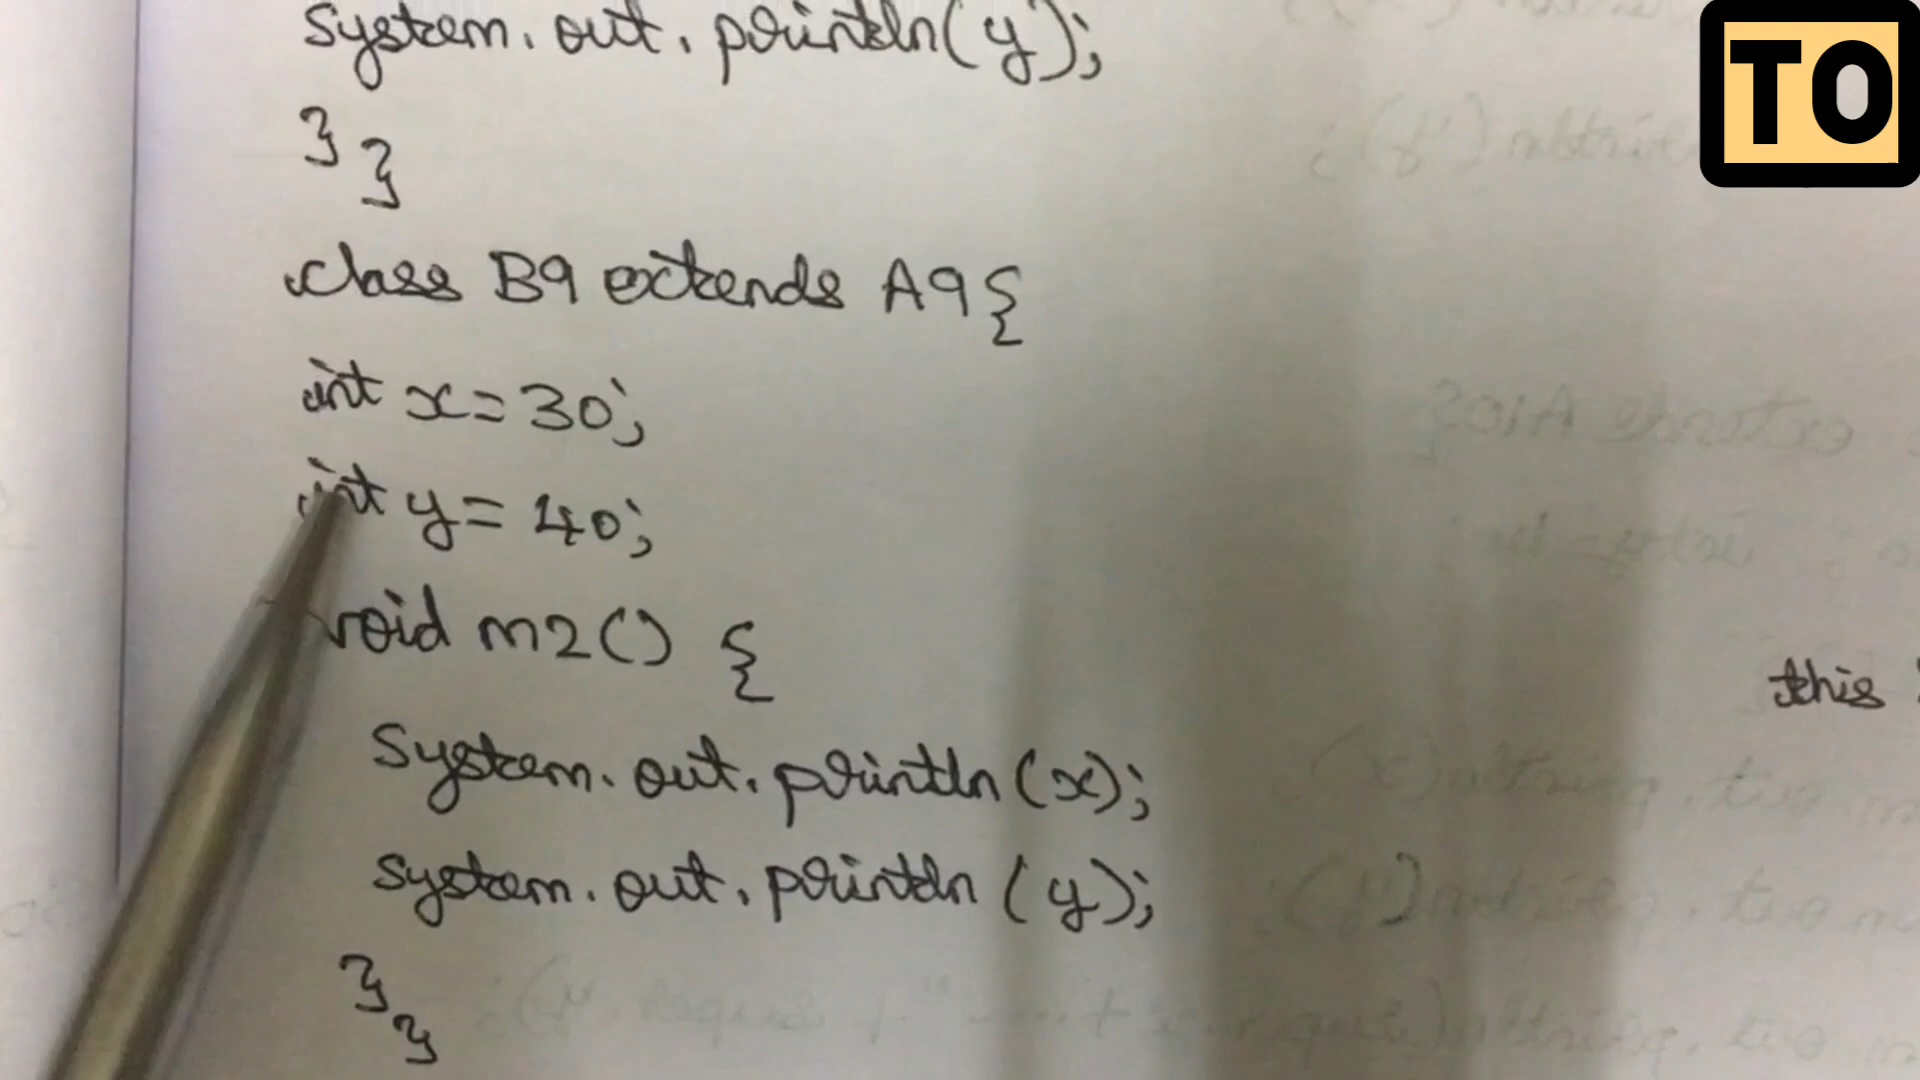 System.out.println(y);
}
}
class B9 extends A9{
int x=30;
int y=40;
void m2() {
System.out.println(x);
System.out.println(y);
}
}
this
TO